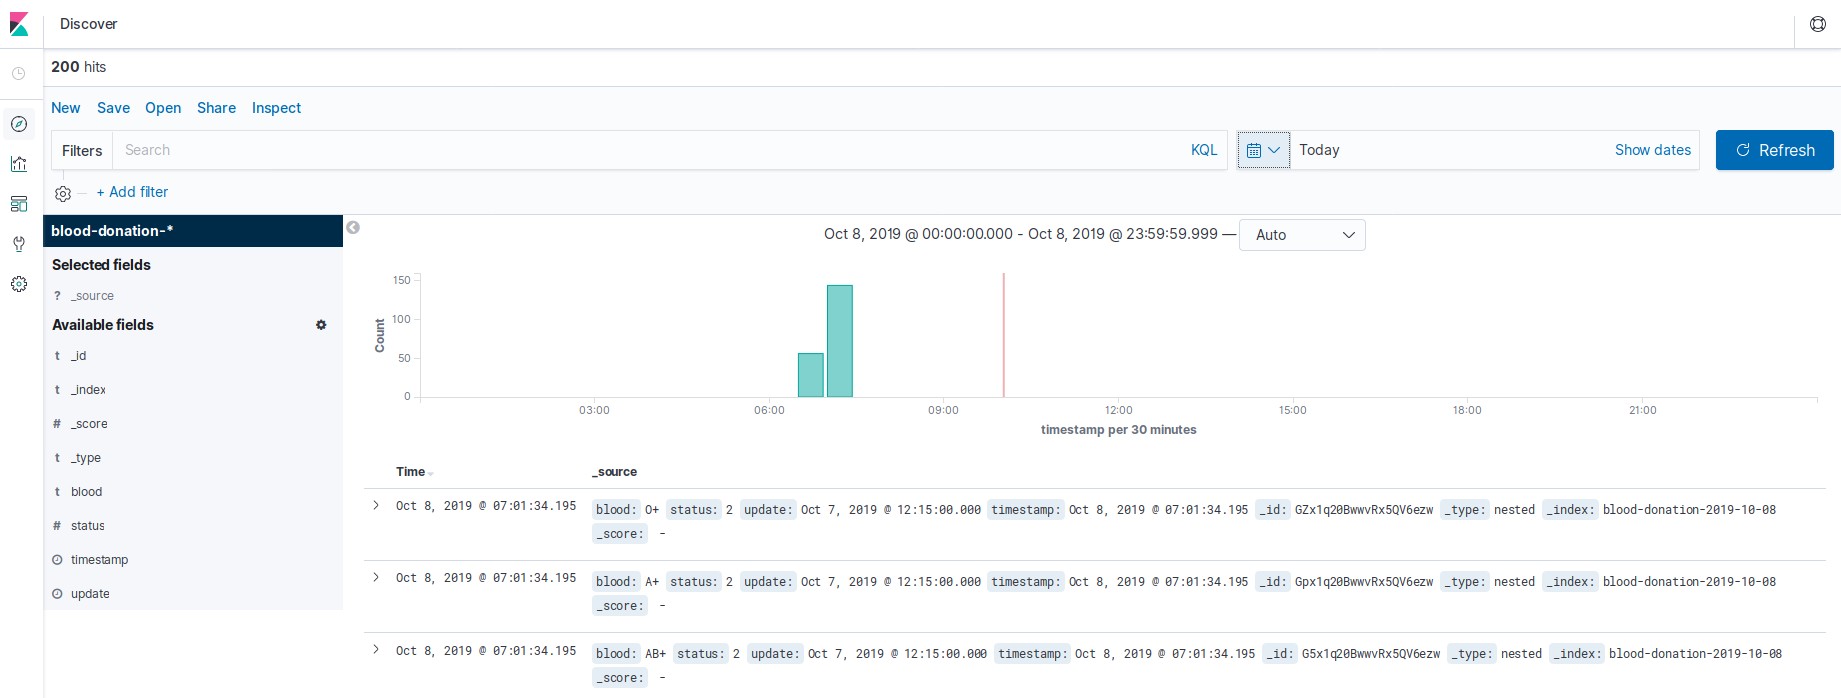 Discover
200 hits
New Save Open Share Inspect
Filters Search KQL Today Show dates Refresh
+ Add filter
blood-donation-*
Selected fields
? _source
Available fields
t _id
t _index
# _score
t _type
t blood
# status
timestamp
update
Oct 8, 2019 @ 00:00:00.000 - Oct 8, 2019 @ 23:59:59.999 — Auto
Count
150
100
50
0
03:00 06:00 09:00 12:00 15:00 18:00 21:00
timestamp per 30 minutes
Time _source
Oct 8, 2019 @ 07:01:34.195 blood: O+ status: 2 update: Oct 7, 2019 @ 12:15:00.000 timestamp: Oct 8, 2019 @ 07:01:34.195 _id: GZx1q20BwwvRx5QV6ezw _type: nested _index: blood-donation-2019-10-08
_score: -
Oct 8, 2019 @ 07:01:34.195 blood: A+ status: 2 update: Oct 7, 2019 @ 12:15:00.000 timestamp: Oct 8, 2019 @ 07:01:34.195 _id: Gpx1q20BwwvRx5QV6ezw _type: nested _index: blood-donation-2019-10-08
_score: -
Oct 8, 2019 @ 07:01:34.195 blood: AB+ status: 2 update: Oct 7, 2019 @ 12:15:00.000 timestamp: Oct 8, 2019 @ 07:01:34.195 _id: G5x1q20BwwvRx5QV6ezw _type: nested _index: blood-donation-2019-10-08
_score: -